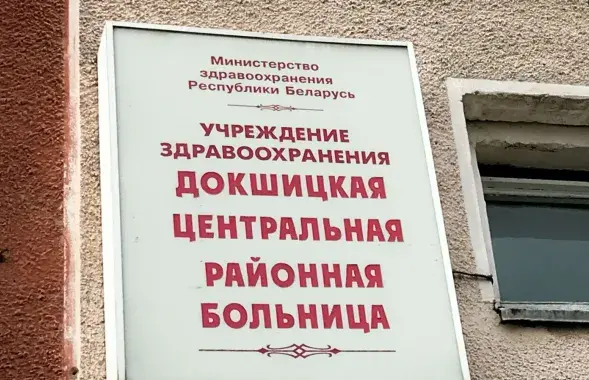 Министерство
здравоохранения
Республики Беларусь
УЧРЕЖДЕНИЕ
ЗДРАВООХРАНЕНИЯ
ДОКШИЦКАЯ
ЦЕНТРАЛЬНАЯ
РАЙОННАЯ
БОЛЬНИЦА